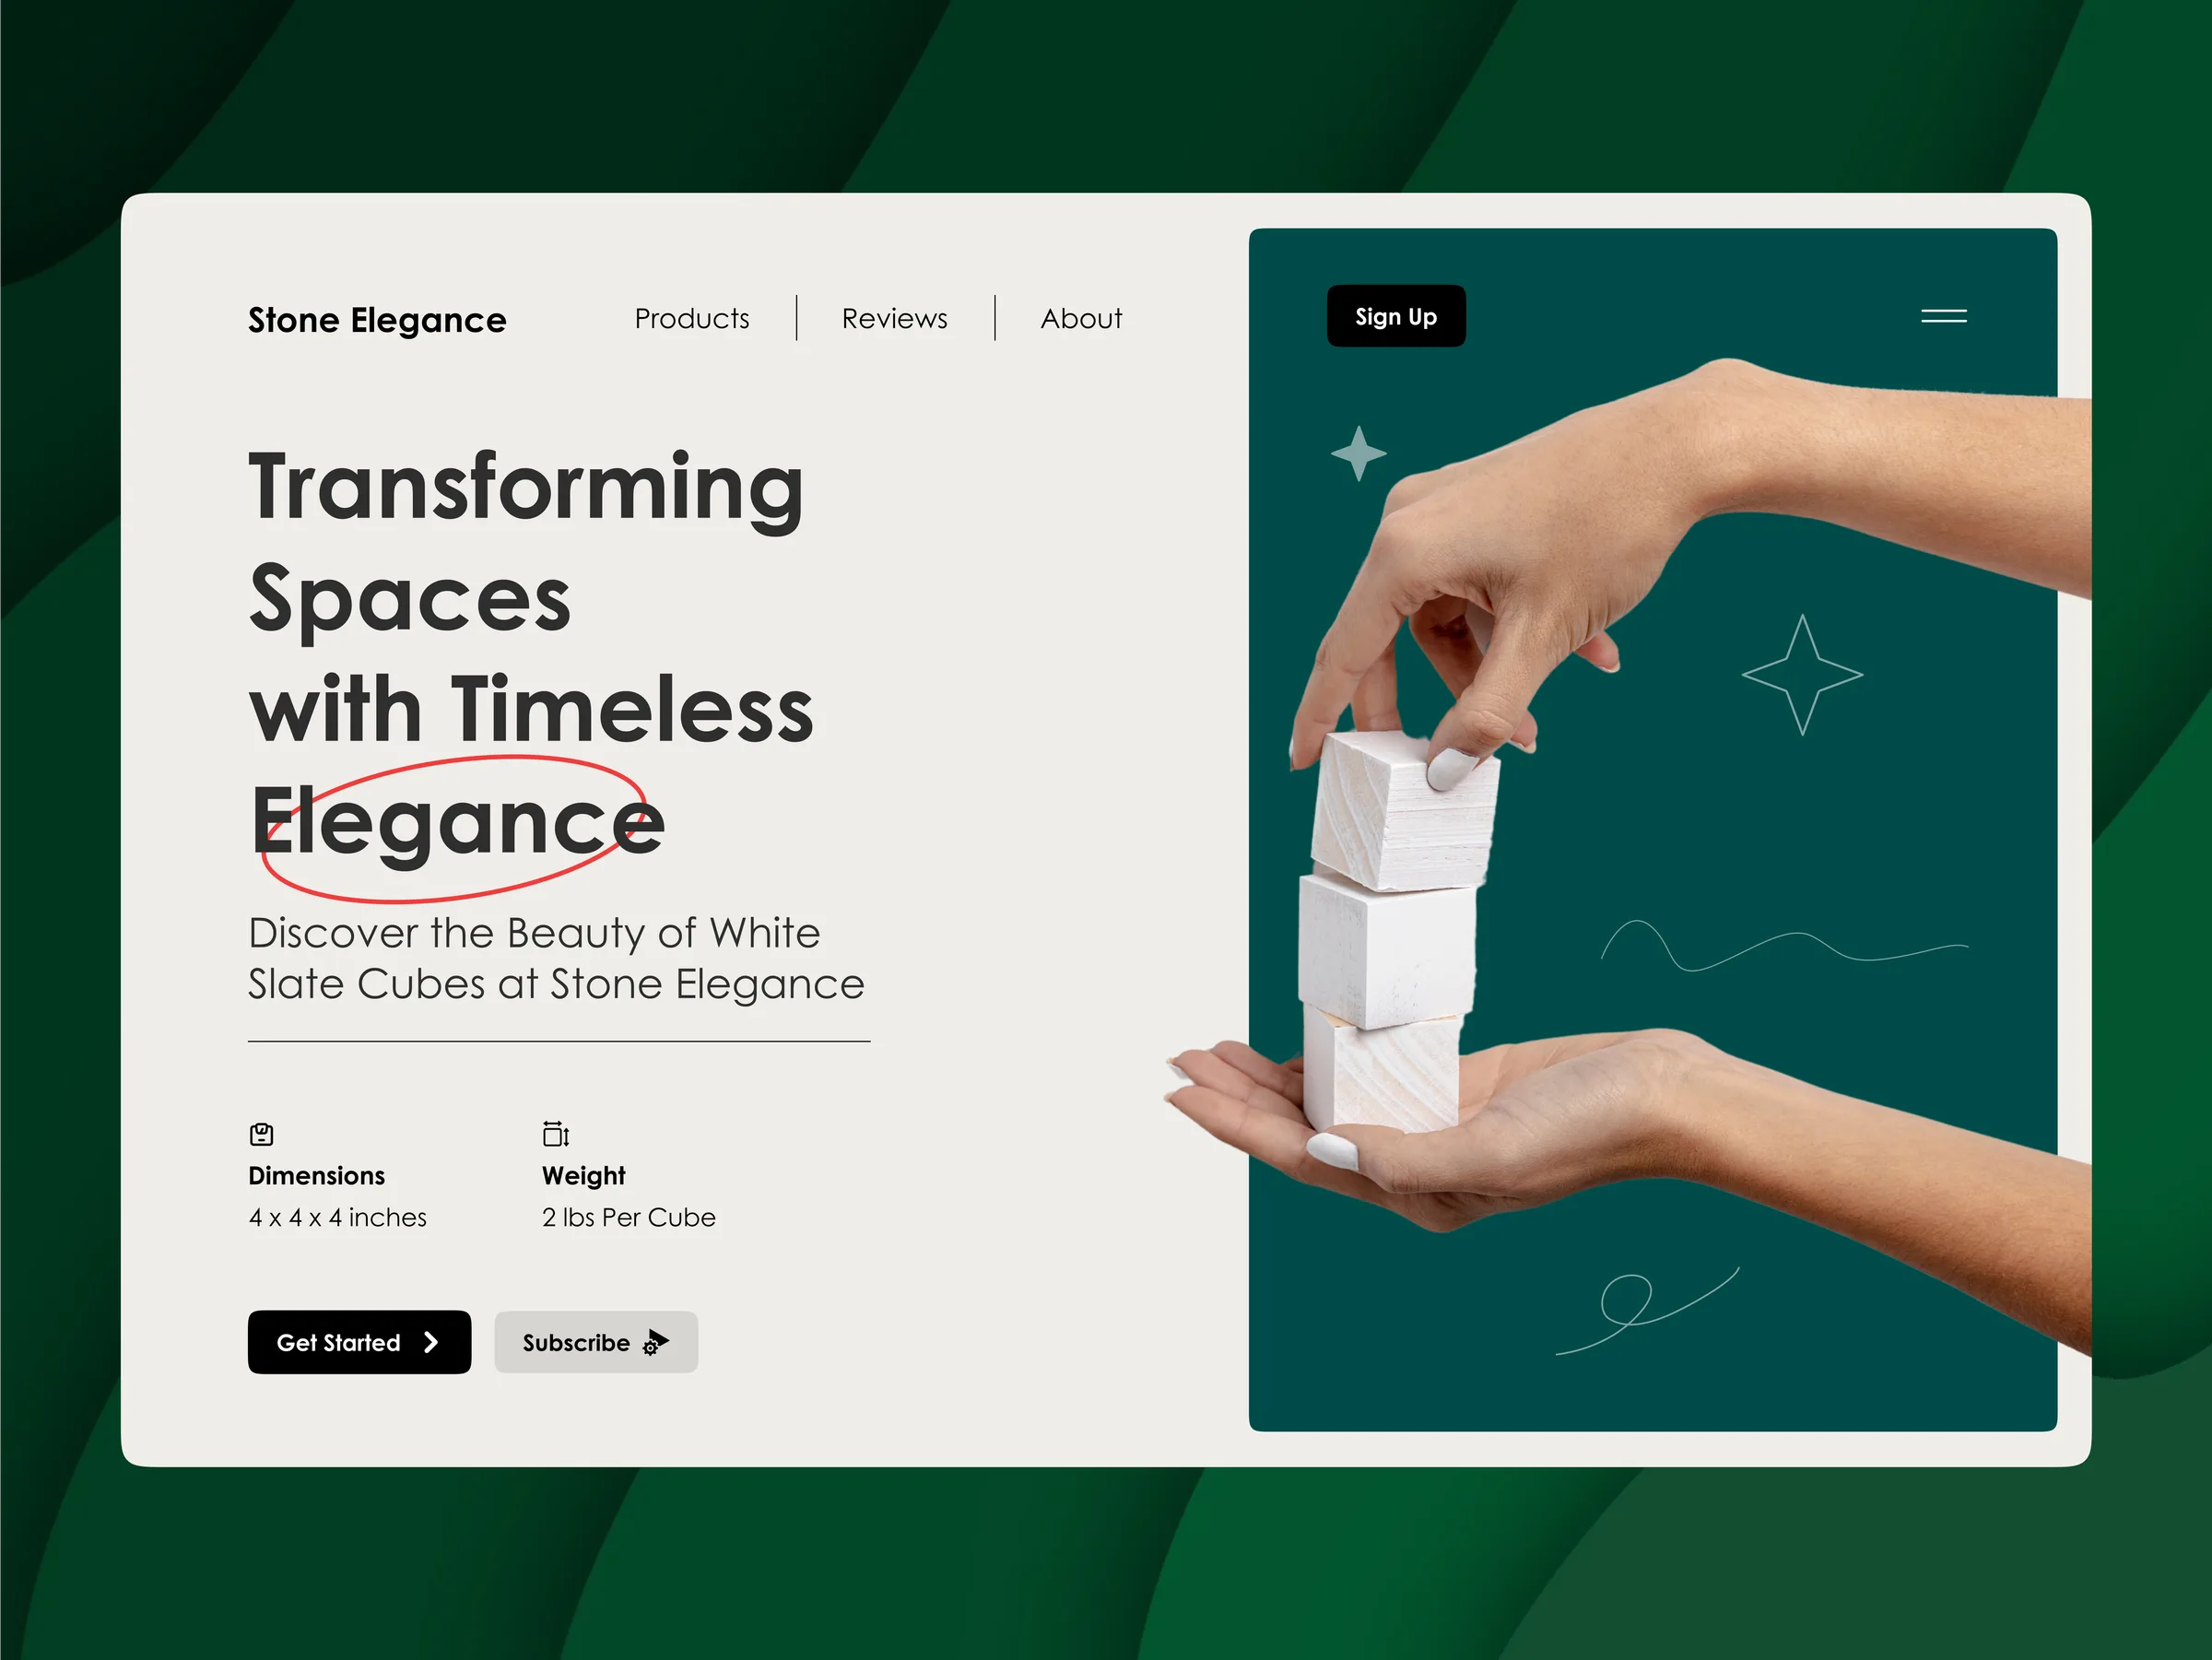 Stone Elegance
Products
Reviews
About
Sign Up
Transforming
Spaces
with Timeless
Elegance
Discover the Beauty of White
Slate Cubes at Stone Elegance
Dimensions
4 x 4 x 4 inches
Weight
2 lbs Per Cube
Get Started
Subscribe